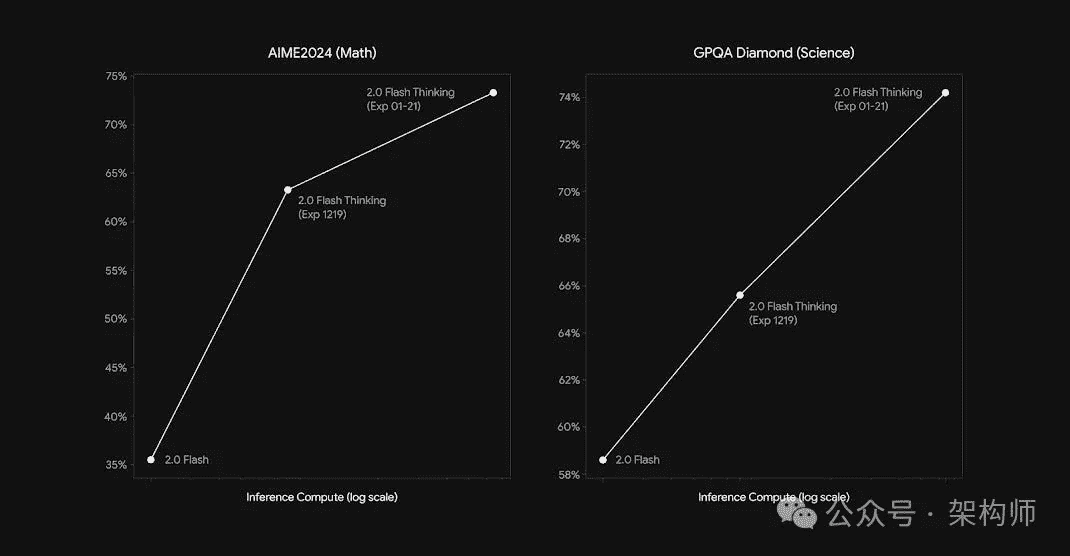 AIME2024 (Math)
75%
70%
65%
60%
55%
50%
45%
40%
35%
2.0 Flash Thinking
(Exp 01-21)
2.0 Flash Thinking
(Exp 1219)
2.0 Flash
Inference Compute (log scale)
GPQA Diamond (Science)
74%
72%
70%
68%
66%
64%
62%
60%
58%
2.0 Flash Thinking
(Exp 01-21)
2.0 Flash Thinking
(Exp 1219)
2.0 Flash
Inference Compute (log scale)
公众号 · 架构师